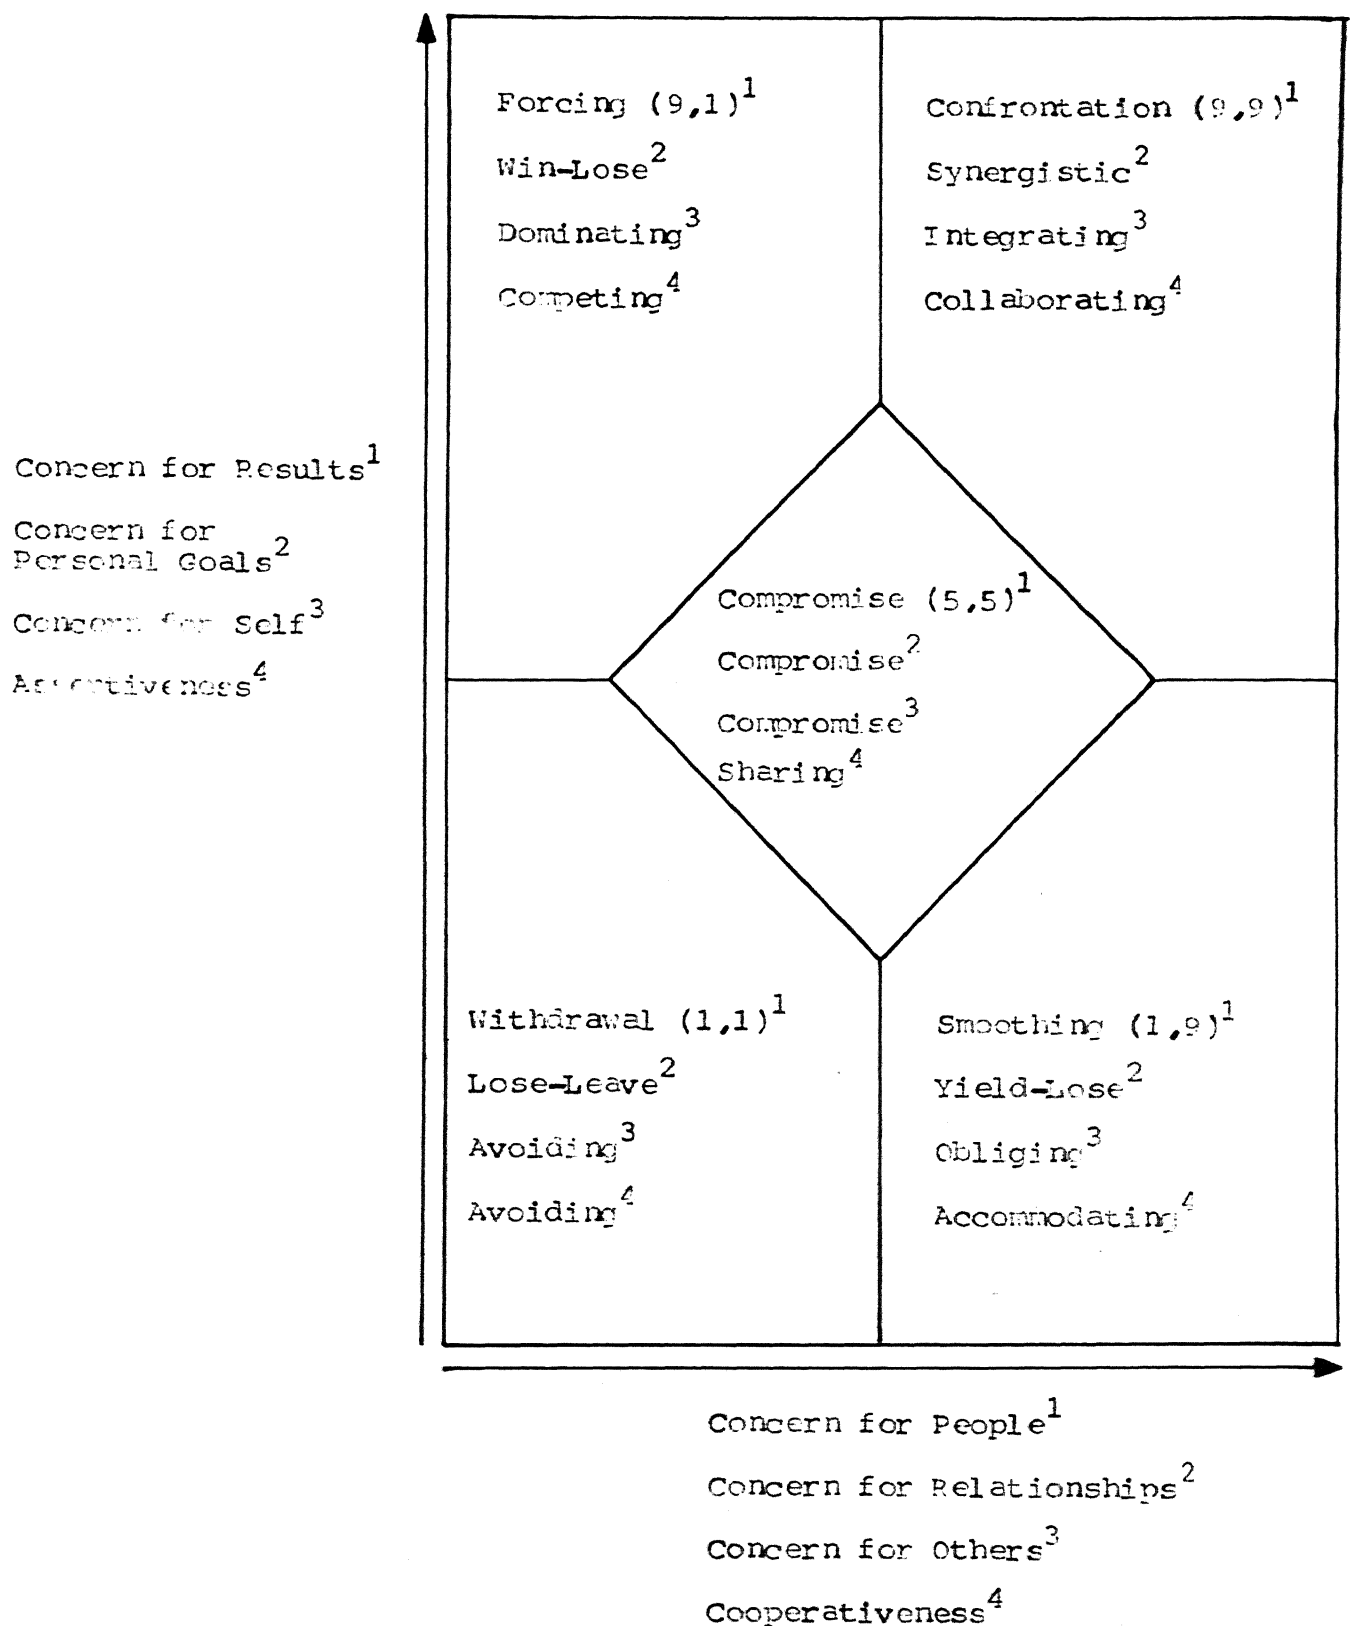 Forcing (9,1)¹
Win-Lose²
Dominating³
Competing⁴
Confrontation (9,9)¹
Synergistic²
Integrating³
Collaborating⁴
Concern for Results¹
Concern for
Personal Goals²
Concern for Self³
Assertiveness⁴
Compromise (5,5)¹
Compromise²
Compromise³
Sharing⁴
Withdrawal (1,1)¹
Lose-Leave²
Avoiding³
Avoiding⁴
Smoothing (1,9)¹
Yield-Lose²
Obliging³
Accommodating⁴
Concern for People¹
Concern for Relationships²
Concern for Others³
Cooperativeness⁴